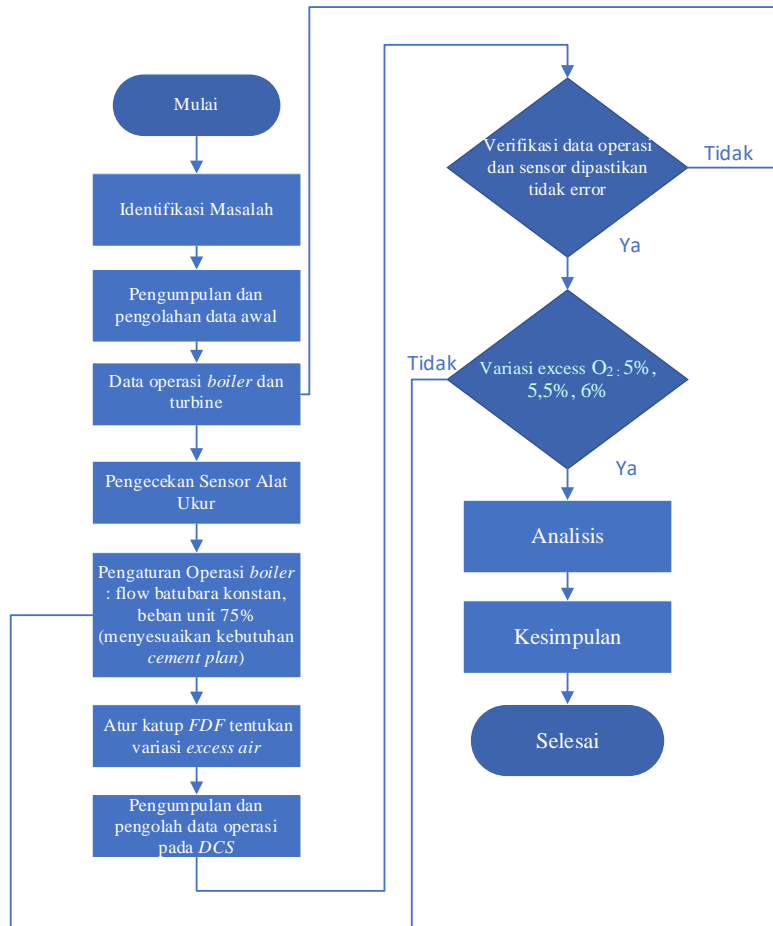 Mulai
Identifikasi Masalah
Pengumpulan dan
pengolahan data awal
Data operasi boiler dan
turbine
Pengecekan Sensor Alat
Ukur
Pengaturan Operasi boiler
: flow batubara konstan,
beban unit 75%
(menyesuaikan kebutuhan
cement plan)
Atur katup FDF tentukan
variasi excess air
Pengumpulan dan
pengolah data operasi
pada DCS
Verifikasi data operasi
dan sensor dipastikan
tidak error
Tidak
Ya
Variasi excess O₂ : 5%,
5,5%, 6%
Tidak
Ya
Analisis
Kesimpulan
Selesai